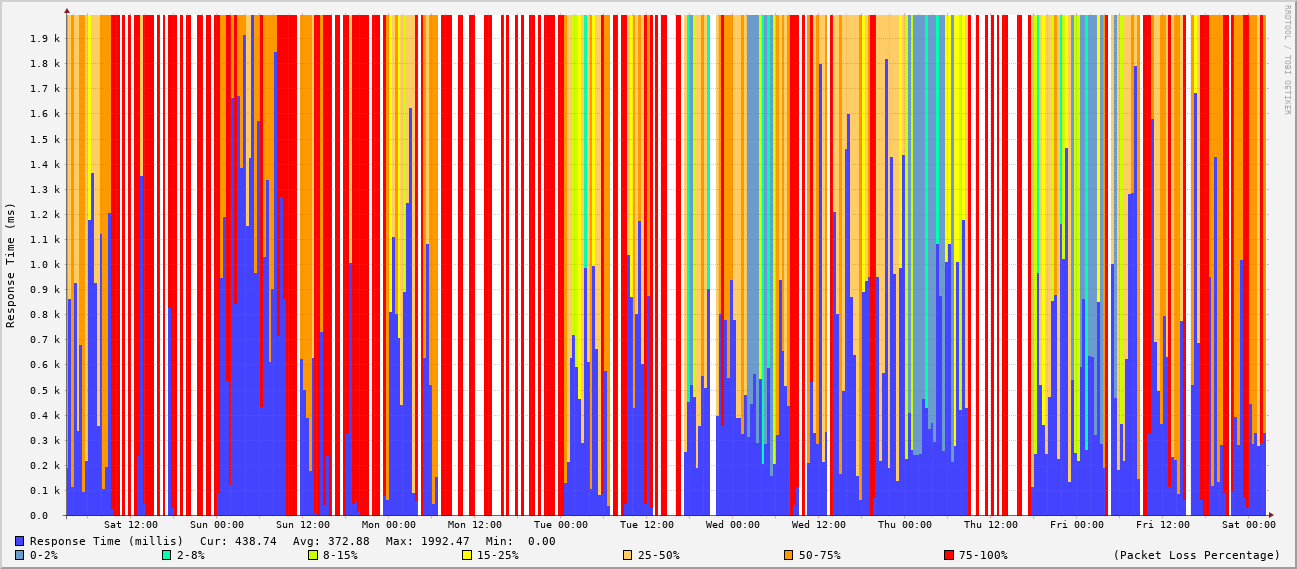 RRDTOOL / TOBI OETIKER
Response Time (ms)
1.9 k
1.8 k
1.7 k
1.6 k
1.5 k
1.4 k
1.3 k
1.2 k
1.1 k
1.0 k
0.9 k
0.8 k
0.7 k
0.6 k
0.5 k
0.4 k
0.3 k
0.2 k
0.1 k
0.0
Sat 12:00 Sun 00:00 Sun 12:00 Mon 00:00 Mon 12:00 Tue 00:00 Tue 12:00 Wed 00:00 Wed 12:00 Thu 00:00 Thu 12:00 Fri 00:00 Fri 12:00 Sat 00:00
Response Time (millis) Cur: 438.74 Avg: 372.88 Max: 1992.47 Min: 0.00
0-2% 2-8% 8-15% 15-25% 25-50% 50-75% 75-100% (Packet Loss Percentage)